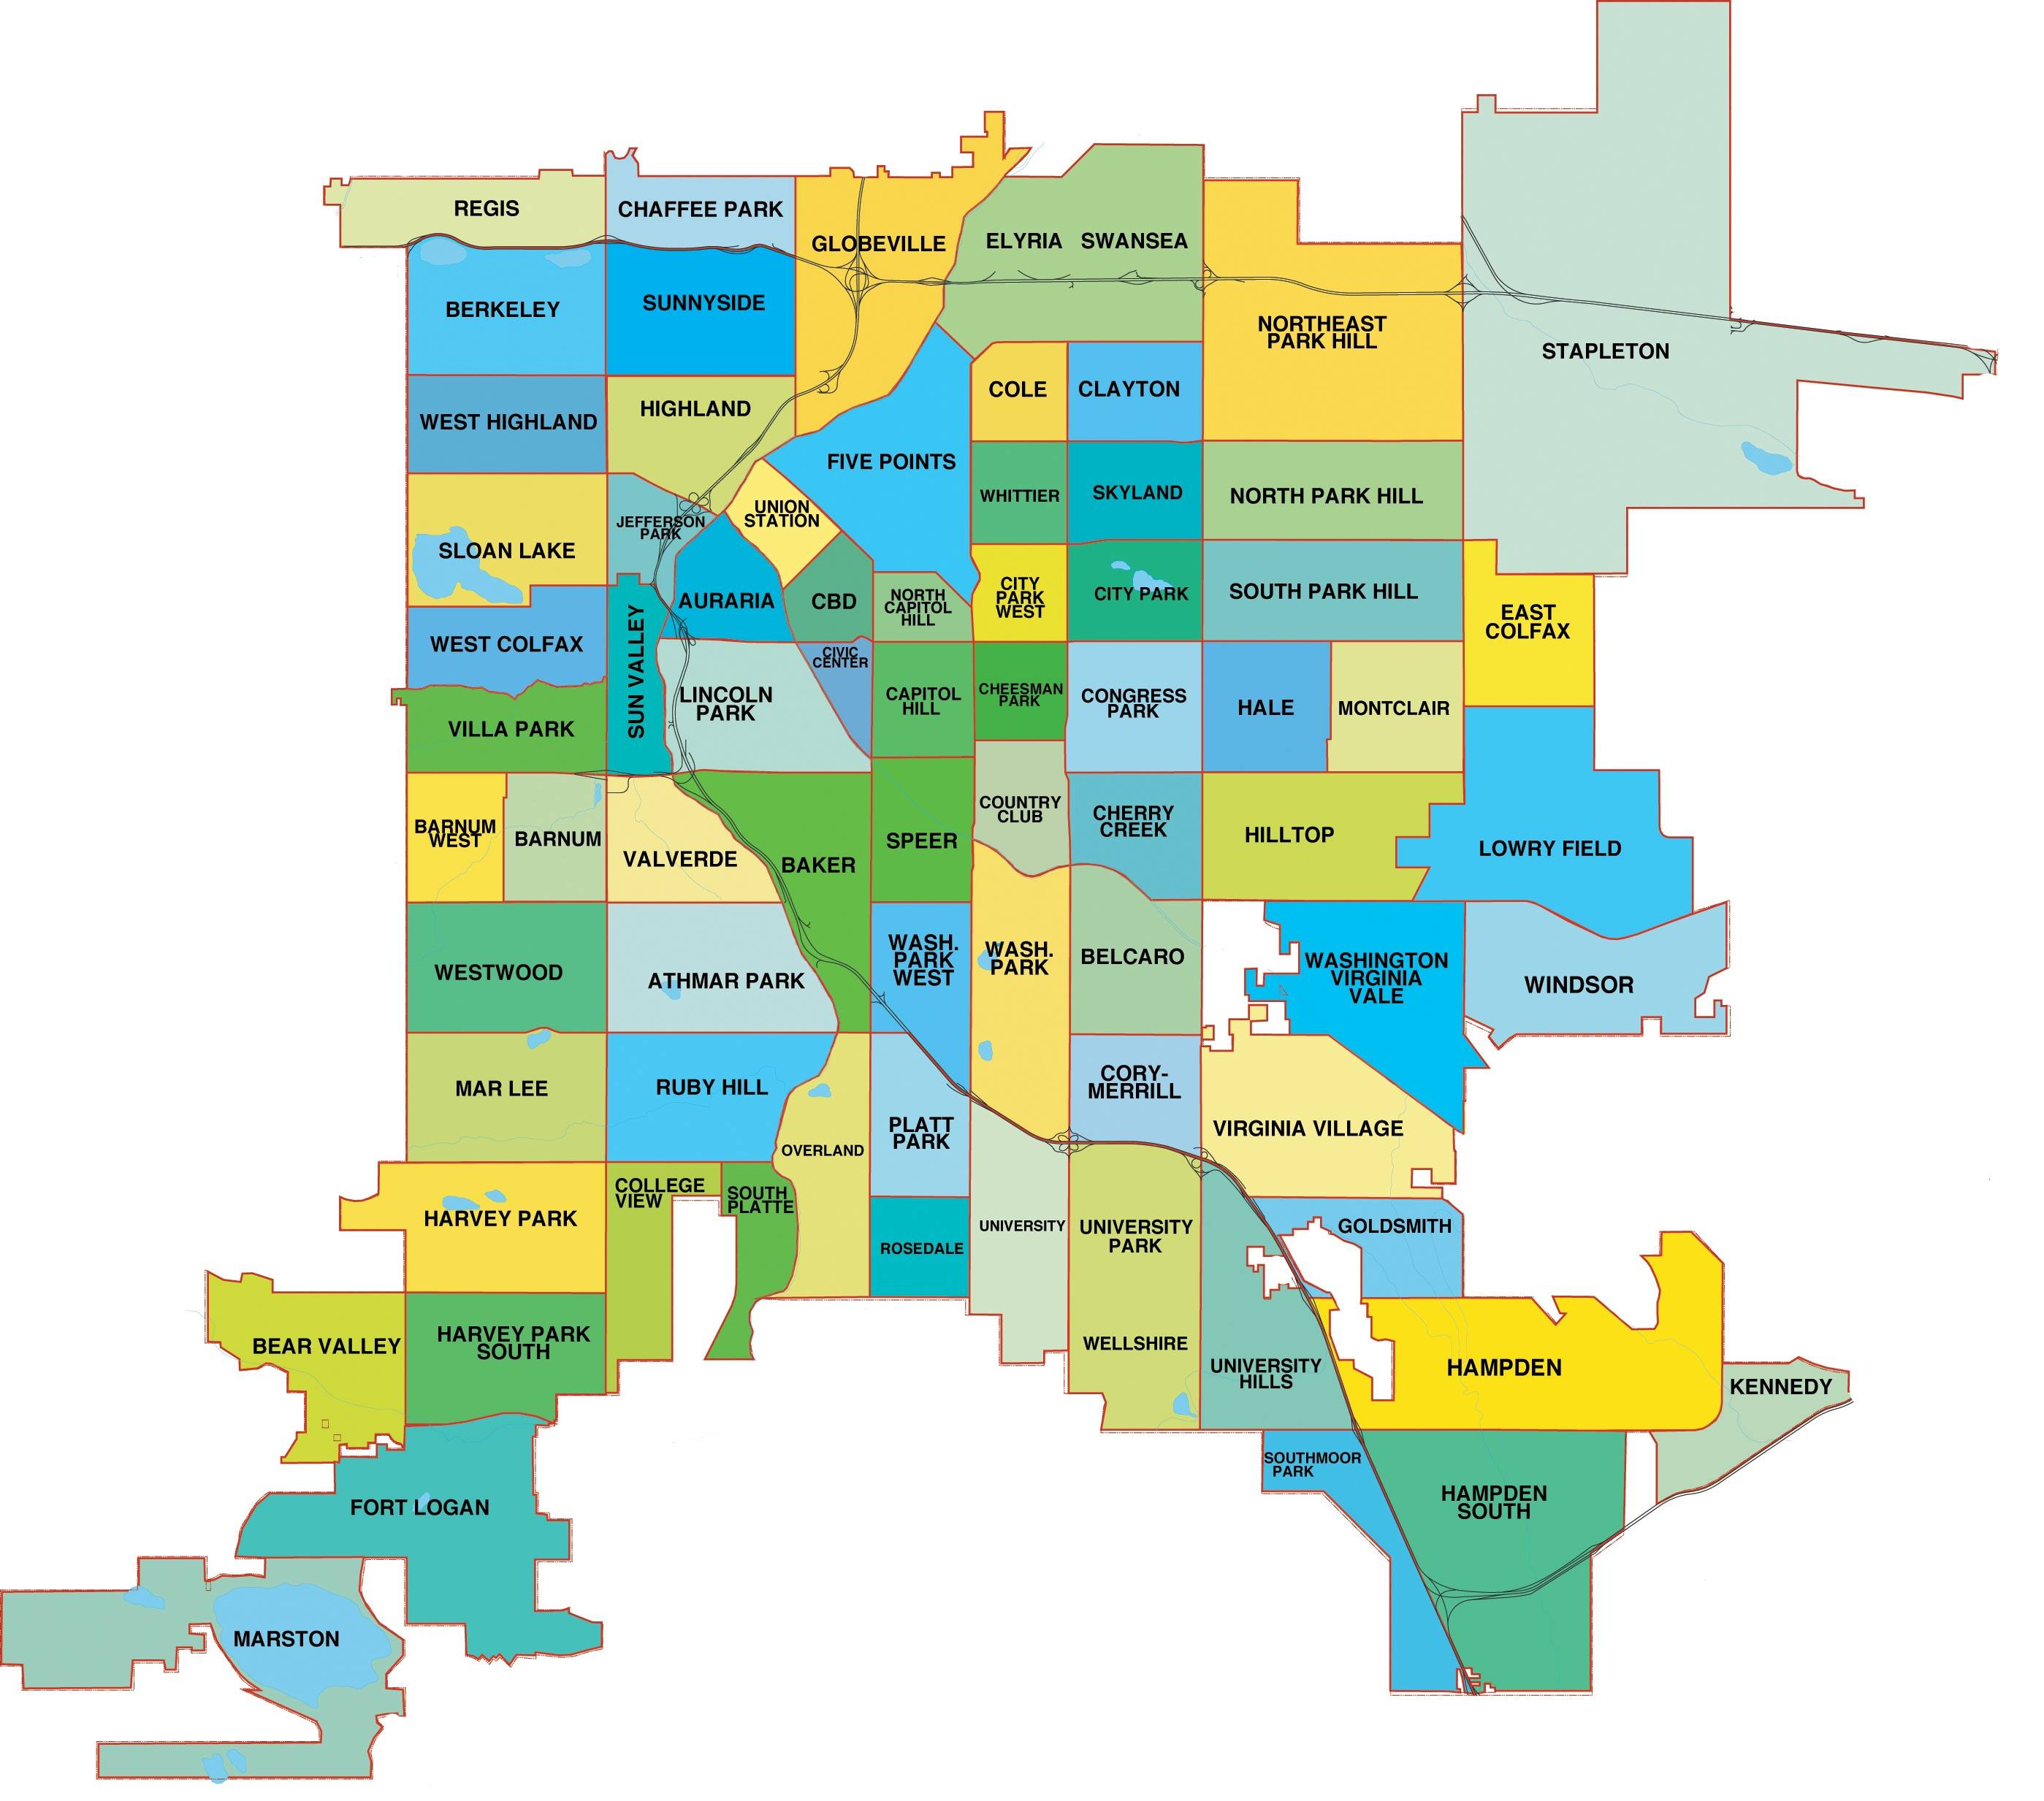 REGIS
CHAFFEE PARK
GLOBEVILLE
ELYRIA SWANSEA
BERKELEY
SUNNYSIDE
NORTHEAST
PARK HILL
STAPLETON
WEST HIGHLAND
HIGHLAND
COLE
CLAYTON
FIVE POINTS
WHITTIER
SKYLAND
NORTH PARK HILL
SLOAN LAKE
JEFFERSON
PARK
UNION
STATION
AURARIA
CBD
NORTH
CAPITOL
HILL
CITY
PARK
WEST
CITY PARK
SOUTH PARK HILL
EAST
COLFAX
WEST COLFAX
SUN VALLEY
LINCOLN
PARK
CIVIC
CENTER
CAPITOL
HILL
CHEESMAN
PARK
CONGRESS
PARK
HALE
MONTCLAIR
VILLA PARK
BARNUM
WEST
BARNUM
VALVERDE
BAKER
SPEER
COUNTRY
CLUB
CHERRY
CREEK
HILLTOP
LOWRY FIELD
WESTWOOD
ATHMAR PARK
WASH.
PARK
WEST
WASH.
PARK
BELCARO
WASHINGTON
VIRGINIA
VALE
WINDSOR
MAR LEE
RUBY HILL
OVERLAND
PLATT
PARK
CORY-
MERRILL
VIRGINIA VILLAGE
HARVEY PARK
COLLEGE
VIEW
SOUTH
PLATTE
ROSEDALE
UNIVERSITY
UNIVERSITY
PARK
GOLDSMITH
BEAR VALLEY
HARVEY PARK
SOUTH
WELLSHIRE
UNIVERSITY
HILLS
HAMPDEN
KENNEDY
FORT LOGAN
SOUTHMOOR
PARK
HAMPDEN
SOUTH
MARSTON